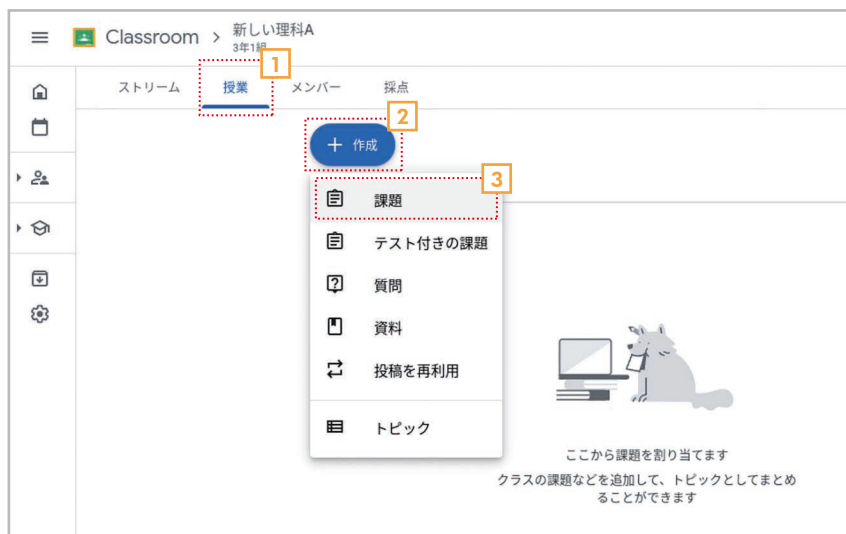 Classroom > 新しい理科A
3年1組
1
ストリーム 授業 メンバー 採点
2
+ 作成
3
課題
テスト付きの課題
質問
資料
投稿を再利用
トピック
ここから課題を割り当てます
クラスの課題などを追加して、トピックとしてまとめ
ることができます